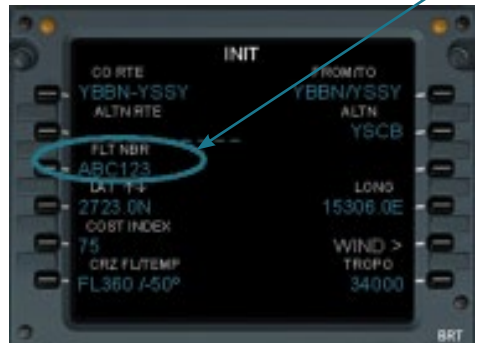 INIT
CO RTE FROM/TO
YBBN-YSSY YBBN/YSSY
ALTN RTE ALTN
---- YSCB
FLT NBR
ABC123
LAT ↑↓ LONG
2723.0N 15306.0E
COST INDEX
75 WIND >
CRZ FL/TEMP TROPO
FL360 /-50º 34000
BRT